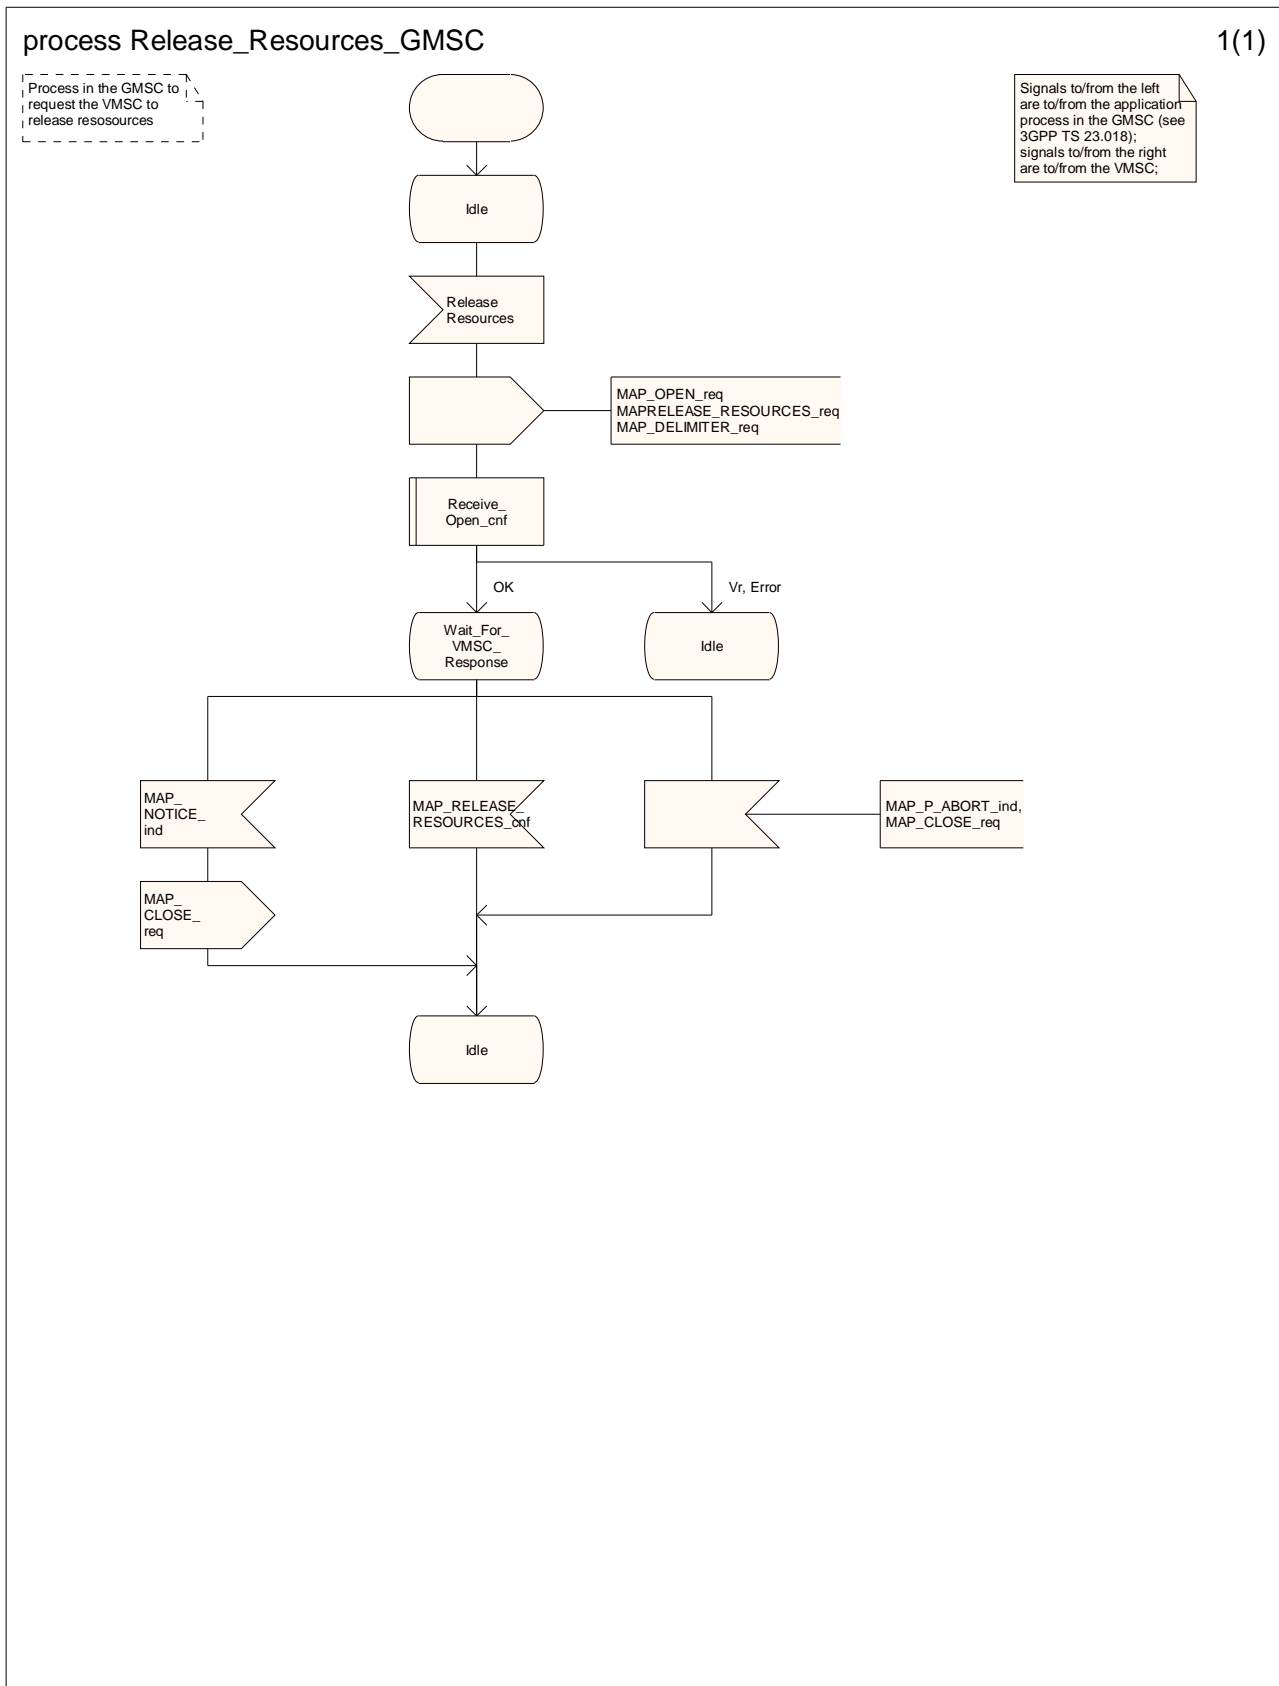 process Release_Resources_GMSC
1(1)
Process in the GMSC to
request the VMSC to
release resosources
Signals to/from the left
are to/from the application
process in the GMSC (see
3GPP TS 23.018);
signals to/from the right
are to/from the VMSC;
Idle
Release
Resources
MAP_OPEN_req
MAPRELEASE_RESOURCES_req
MAP_DELIMITER_req
Receive_
Open_cnf
OK
Vr, Error
Wait_For_
VMSC_
Response
Idle
MAP_
NOTICE_
ind
MAP_RELEASE_
RESOURCES_cnf
MAP_P_ABORT_ind,
MAP_CLOSE_req
MAP_
CLOSE_
req
Idle